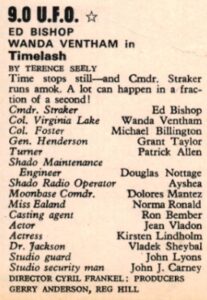 9.0 U.F.O. ☆
ED BISHOP
WANDA VENTHAM in
Timelash
BY TERENCE SEELY
Time stops still—and Cmdr. Straker
runs amok. A lot can happen in a frac-
tion of a second!
Cmdr. Straker Ed Bishop
Col. Virginia Lake Wanda Ventham
Col. Foster Michael Billington
Gen. Henderson Grant Taylor
Turner Patrick Allen
Shado Maintenance
Engineer Douglas Nottage
Shado Radio Operator Ayshea
Moonbase Comdr. Dolores Mantez
Miss Ealand Norma Ronald
Casting agent Ron Bember
Actor Jean Vladon
Actress Kirsten Lindholm
Dr. Jackson Vladek Sheybal
Studio guard John Lyons
Studio security man John J. Carney
DIRECTOR CYRIL FRANKEL: PRODUCERS
GERRY ANDERSON, REG HILL